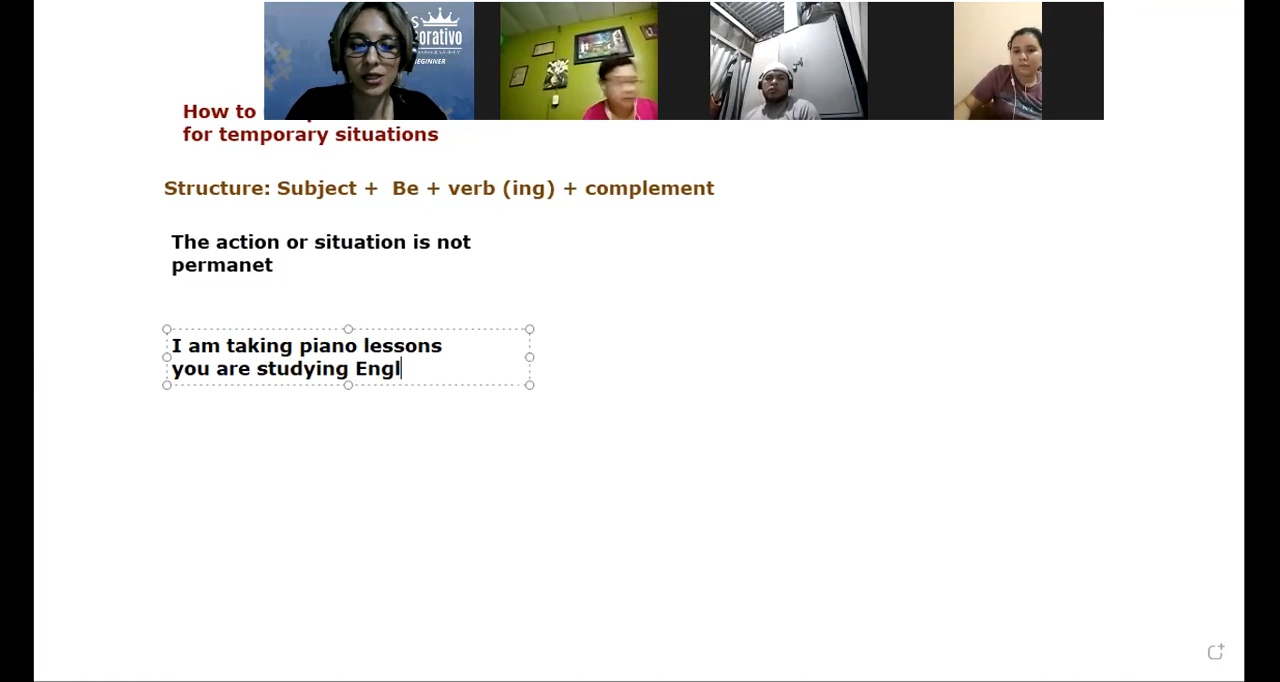 BEGINNER
How to
for temporary situations
Structure: Subject + Be + verb (ing) + complement
The action or situation is not
permanet
I am taking piano lessons
you are studying Engl